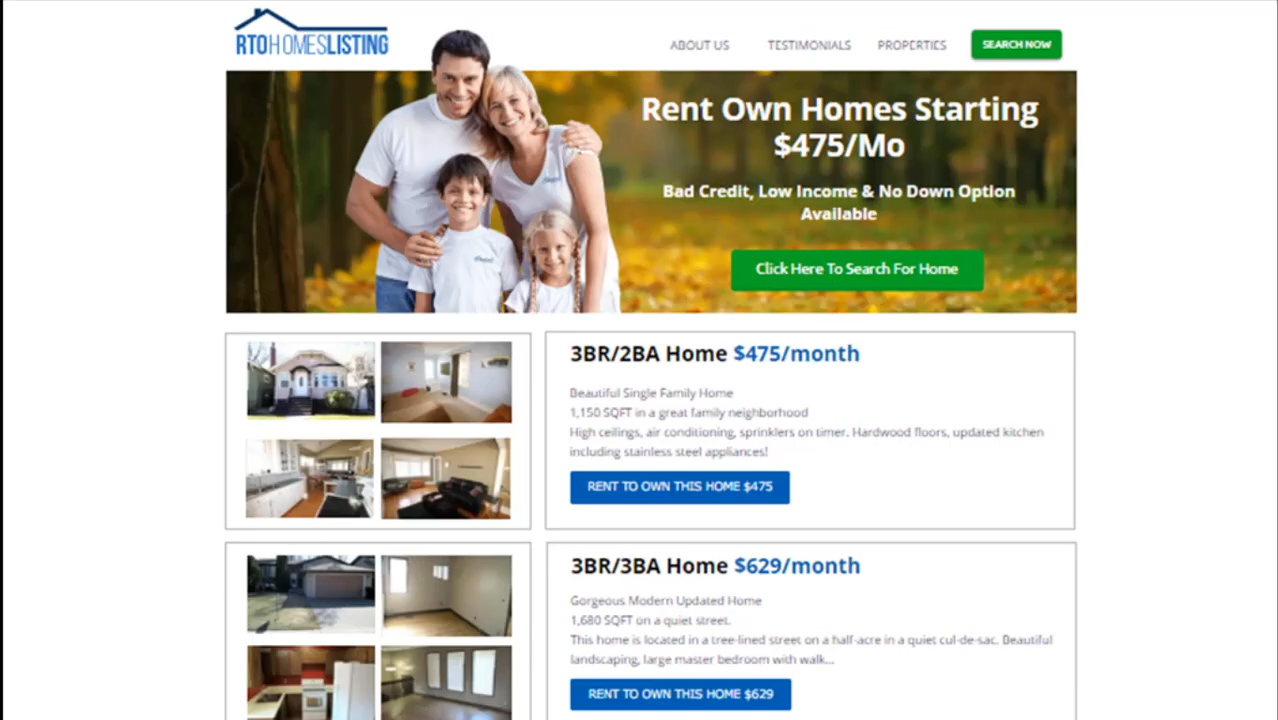 RTOHOMESLISTING
ABOUT US
TESTIMONIALS
PROPERTIES
SEARCH NOW
Rent Own Homes Starting
$475/Mo
Bad Credit, Low Income & No Down Option
Available
Click Here To Search For Home
3BR/2BA Home $475/month
Beautiful Single Family Home
1,150 SQFT in a great family neighborhood
High ceilings, air conditioning, sprinklers on timer. Hardwood floors, updated kitchen
including stainless steel appliances!
RENT TO OWN THIS HOME $475
3BR/3BA Home $629/month
Gorgeous Modern Updated Home
1,680 SQFT on a quiet street.
This home is located in a tree-lined street on a half-acre in a quiet cul-de-sac. Beautiful
landscaping, large master bedroom with walk...
RENT TO OWN THIS HOME $629